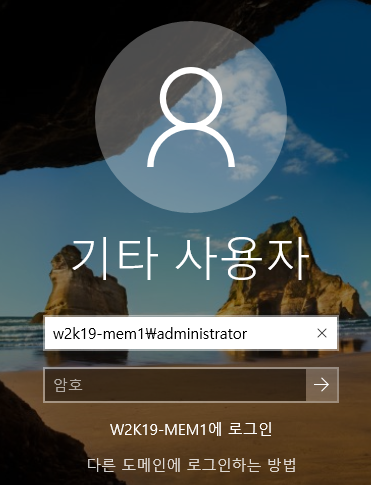 기타 사용자
w2k19-mem1₩administrator
암호
W2K19-MEM1에 로그인
다른 도메인에 로그인하는 방법